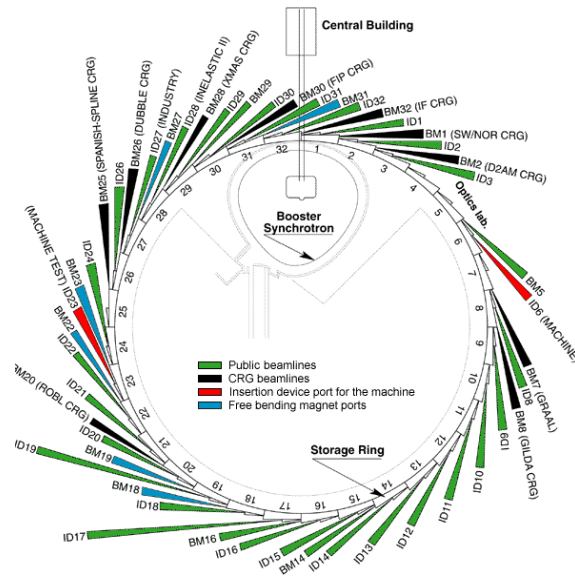 Central Building
BM25 (SPANISH-SPLINE CRG)
ID26
BM26 (DUBBLE CRG)
ID27 (INDUSTRY)
BM27
ID28 (INELASTIC II)
BM28 (XMAS CRG)
ID29
BM29
ID30
BM30 (FIP CRG)
ID31
BM31
ID32
BM32 (IF CRG)
ID1
BM1 (SW/NOR CRG)
ID2
BM2 (D2AM CRG)
ID3
Optics lab.
BM5
ID6 (MACHINE)
BM7 (GRAAL)
ID8
BM8 (GILDA CRG)
ID9
ID10
ID11
ID12
ID13
ID14
BM14
ID15
ID16
BM16
ID17
ID18
BM18
BM19
ID19
ID20
BM20 (ROBL CRG)
ID21
ID22
BM22
(MACHINE TEST) ID23
BM23
ID24
1
2
3
4
5
6
7
8
9
10
11
12
13
14
15
16
17
18
19
20
21
22
23
24
25
26
27
28
29
30
31
32
Booster
Synchrotron
Public beamlines
CRG beamlines
Insertion device port for the machine
Free bending magnet ports
Storage Ring